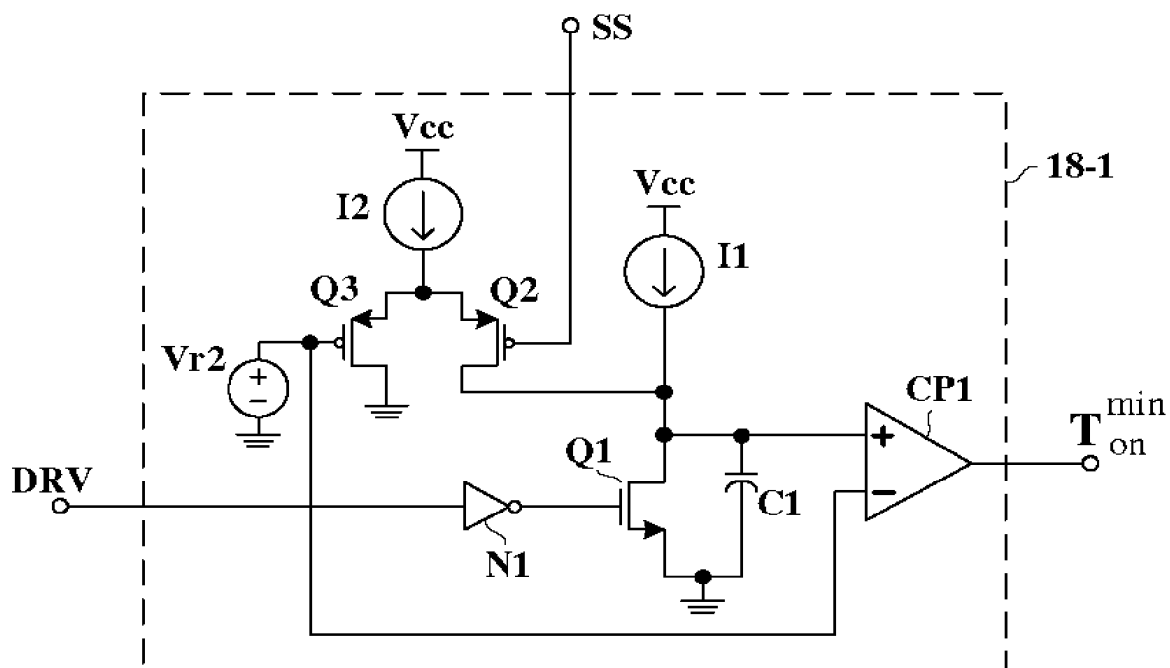 SS
Vcc
Vcc
18-1
I2
I1
Q3
Q2
Vr2
CP1
+
−
+
−
T on min
Q1
DRV
C1
N1